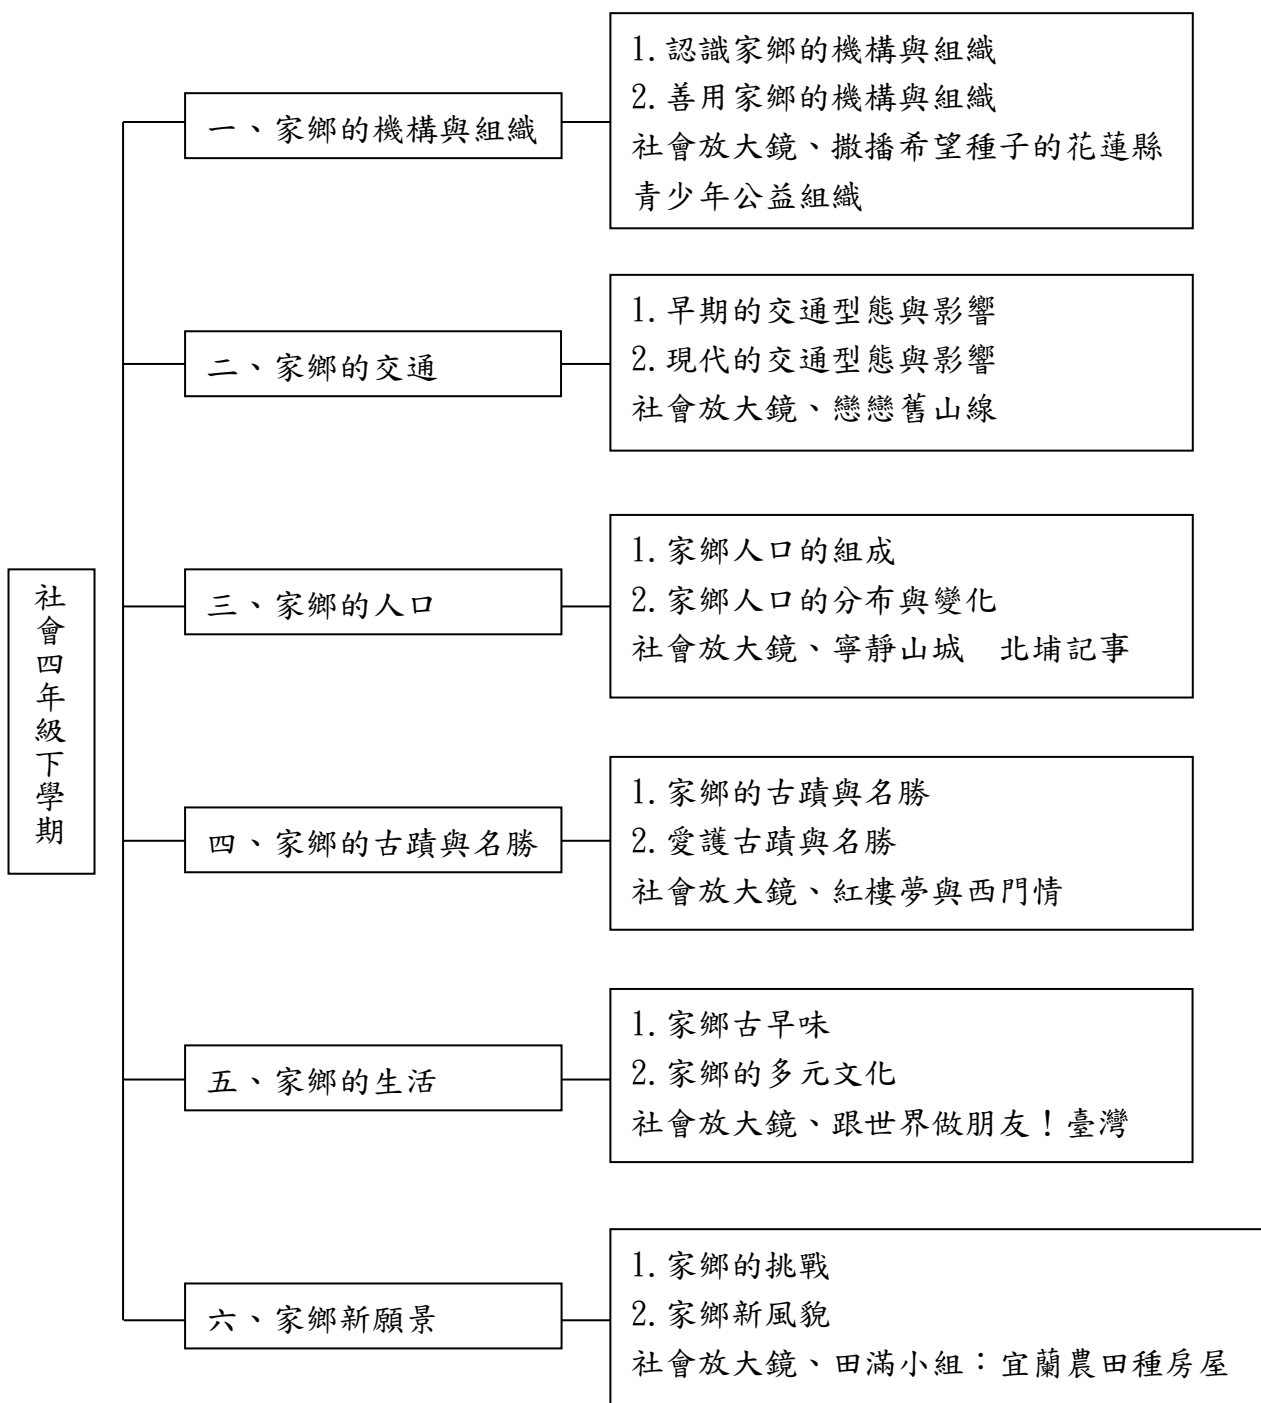 社會四年級下學期
一、家鄉的機構與組織
1.認識家鄉的機構與組織
2.善用家鄉的機構與組織
社會放大鏡、撒播希望種子的花蓮縣
青少年公益組織
二、家鄉的交通
1.早期的交通型態與影響
2.現代的交通型態與影響
社會放大鏡、戀戀舊山線
三、家鄉的人口
1.家鄉人口的組成
2.家鄉人口的分布與變化
社會放大鏡、寧靜山城　北埔記事
四、家鄉的古蹟與名勝
1.家鄉的古蹟與名勝
2.愛護古蹟與名勝
社會放大鏡、紅樓夢與西門情
五、家鄉的生活
1.家鄉古早味
2.家鄉的多元文化
社會放大鏡、跟世界做朋友！臺灣
六、家鄉新願景
1.家鄉的挑戰
2.家鄉新風貌
社會放大鏡、田滿小組：宜蘭農田種房屋